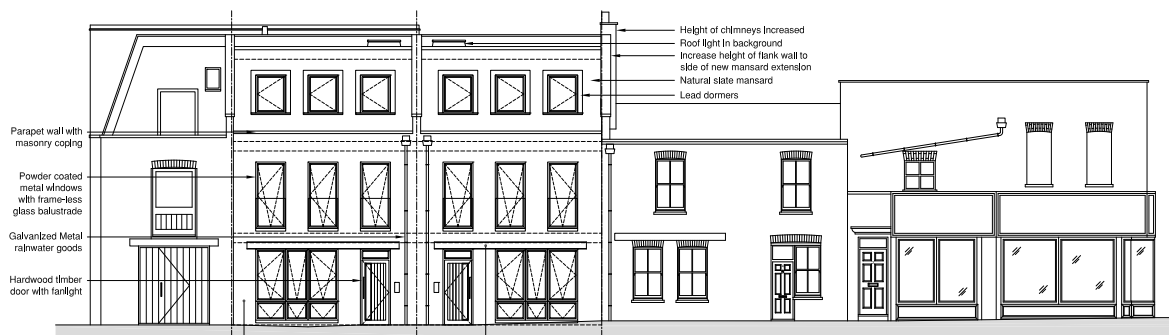 Height of chimneys increased
Roof light in background
Increase height of flank wall to
side of new mansard extension
Natural slate mansard
Lead dormers
Parapet wall with
masonry coping
Powder coated
metal windows
with frame-less
glass balustrade
Galvanized Metal
rainwater goods
Hardwood timber
door with fanlight